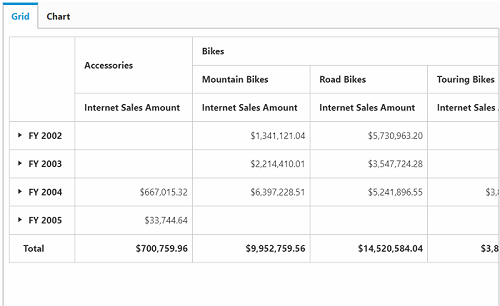 Grid Chart
Bikes
Accessories
Mountain Bikes Road Bikes Touring Bikes
Internet Sales Amount Internet Sales Amount Internet Sales Amount Internet Sales
FY 2002 $1,341,121.04 $5,730,963.20
FY 2003 $2,214,410.01 $3,547,724.28
FY 2004 $667,015.32 $6,397,228.51 $5,241,896.55 $3,
FY 2005 $33,744.64
Total $700,759.96 $9,952,759.56 $14,520,584.04 $3,8